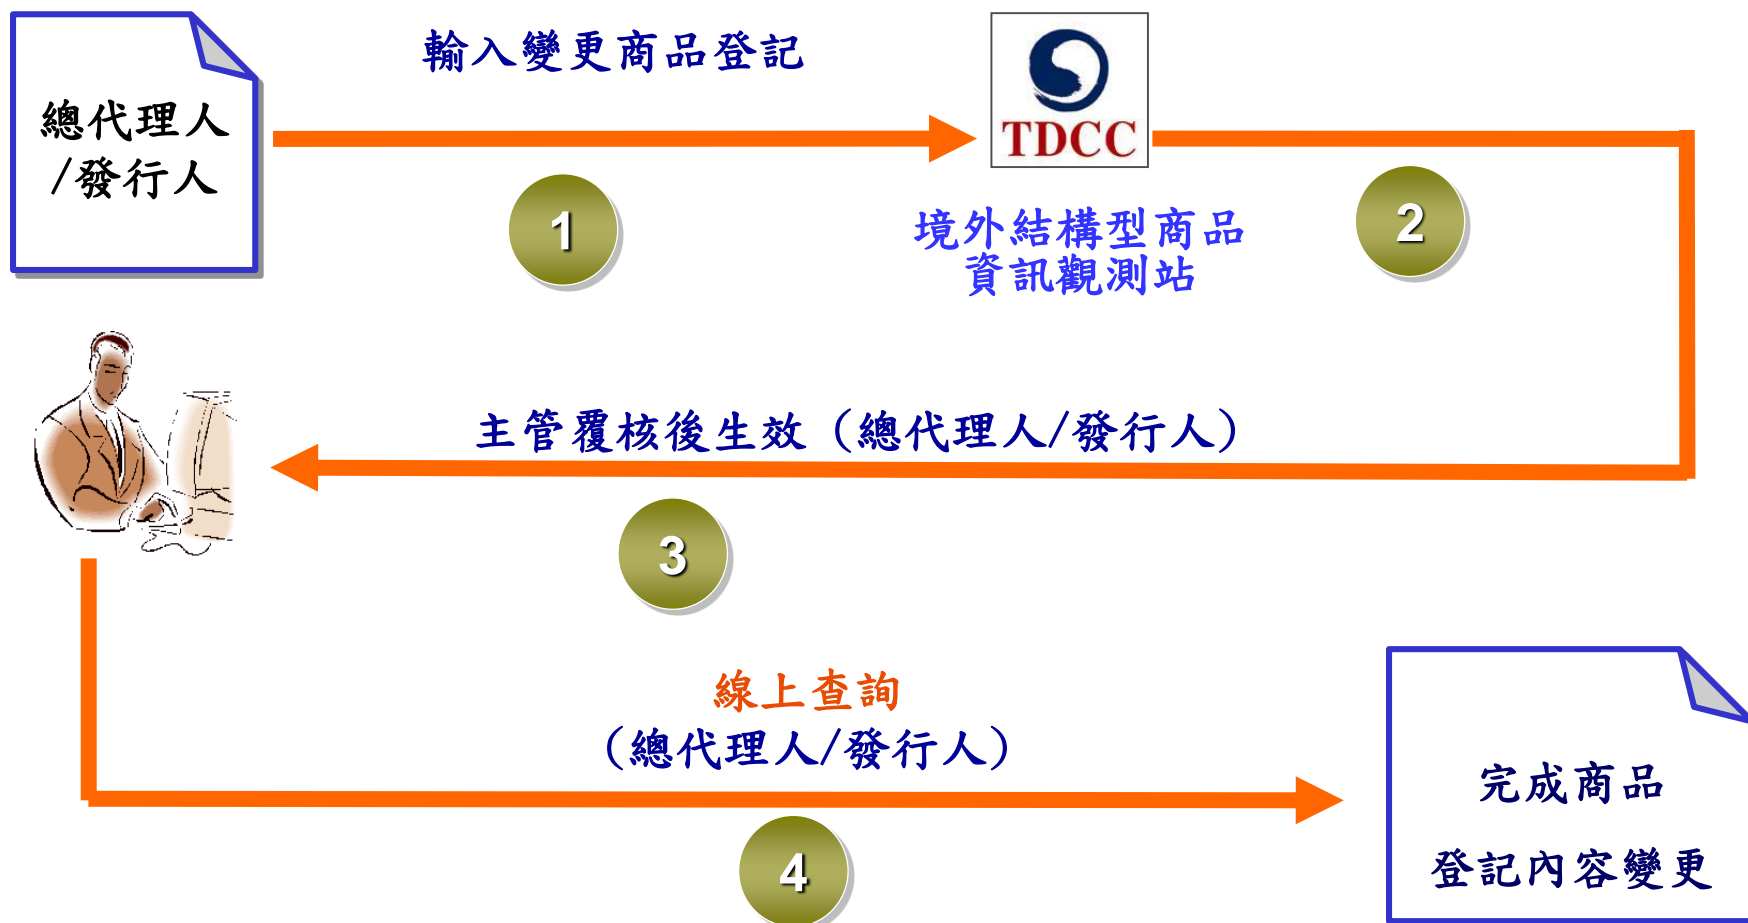 總代理人
/發行人
輸入變更商品登記
TDCC
1
境外結構型商品
資訊觀測站
2
主管覆核後生效（總代理人/發行人）
3
線上查詢
（總代理人/發行人）
4
完成商品
登記內容變更